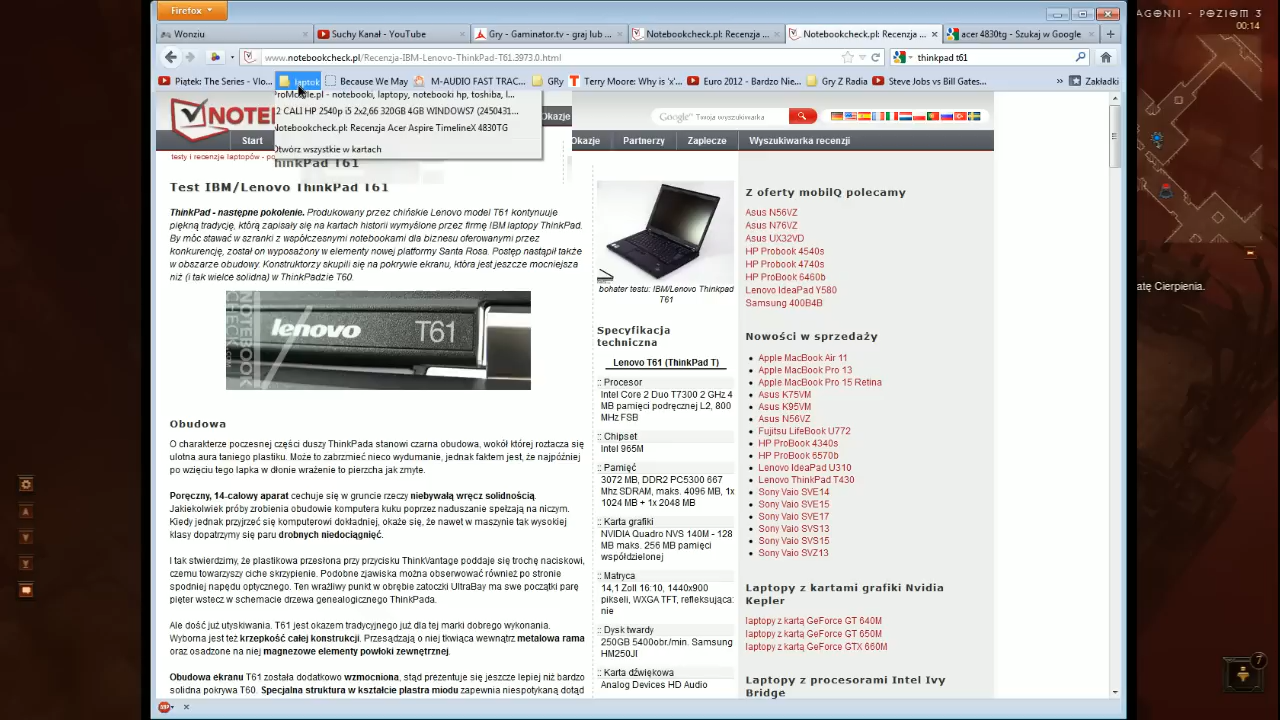 Firefox
AGONII - POZIOM 3
00:14
Wonziu
Suchy Kanał - YouTube
Gry - Gaminator.tv - graj lub ...
Notebookcheck.pl: Recenzja ...
Notebookcheck.pl: Recenzja ...
acer 4830tg - Szukaj w Google
www.notebookcheck.pl/Recenzja-IBM-Lenovo-Thinkpad-T61.3973.0.html
thinkpad t61
Piątek: The Series - Vlo...
laptok
Because We May
M-AUDIO FAST TRAC...
GRy
Terry Moore: Why is 'x'...
Euro 2012 - Bardzo Nie...
Gry Z Radia
Steve Jobs vs Bill Gates...
»
Zakładki
ProMobile.pl - notebooki, laptopy, notebooki hp, toshiba, l...
2 CALI HP 2540p i5 2x2,66 320GB 4GB WINDOWS7 (2450431...
Notebookcheck.pl: Recenzja Acer Aspire TimelineX 4830TG
Otwórz wszystkie w kartach
NOTE
Okazje
Google Twoja wyszukiwarka
Start
Okazje
Partnerzy
Zaplecze
Wyszukiwarka recenzji
testy i recenzje laptopów - po
hinkPad T61
Test IBM/Lenovo ThinkPad T61
ThinkPad - następne pokolenie. Produkowany przez chińskie Lenovo model T61 kontynuuje
piękną tradycję, którą zapisały się na kartach historii wymyślone przez firmę IBM laptopy ThinkPad.
By móc stawać w szranki z współczesnymi notebookami dla biznesu oferowanymi przez
konkurencję, został on wyposażony w elementy nowej platformy Santa Rosa. Postęp nastąpił także
w obszarze obudowy. Konstruktorzy skupili się na pokrywie ekranu, która jest jeszcze mocniejsza
niż (i tak wielce solidna) w ThinkPadzie T60.
NOTEBOOK
CHECK.COM
lenovo
T61
Obudowa
O charakterze poczesnej części duszy ThinkPada stanowi czarna obudowa, wokół której roztacza się
ulotna aura taniego plastiku. Może to zabrzmieć nieco wydumanie, jednak faktem jest, że najpóźniej
po wzięciu tego lapka w dłonie wrażenie to pierzcha jak zmyte.
Poręczny, 14-calowy aparat cechuje się w gruncie rzeczy niebywałą wręcz solidnością.
Jakiekolwiek próby zrobienia obudowie komputera kuku poprzez naduszanie spełzają na niczym.
Kiedy jednak przyjrzeć się komputerowi dokładniej, okaże się, że nawet w maszynie tak wysokiej
klasy dopatrzymy się paru drobnych niedociągnięć.
I tak stwierdzimy, że plastikowa przesłona przy przycisku ThinkVantage poddaje się trochę naciskowi,
czemu towarzyszy ciche skrzypienie. Podobne zjawiska można obserwować również po stronie
spodniej napędu optycznego. Ten wrażliwy punkt w obrębie zatoczki UltraBay ma swe początki parę
pięter wstecz w schemacie drzewa genealogicznego ThinkPada.
Ale dość już utyskiwania. T61 jest okazem tradycyjnego już dla tej marki dobrego wykonania.
Wyborna jest też krzepkość całej konstrukcji. Przesądzają o niej tkwiąca wewnątrz metalowa rama
oraz osadzone na niej magnezowe elementy powłoki zewnętrznej.
Obudowa ekranu T61 została dodatkowo wzmocniona, stąd prezentuje się jeszcze lepiej niż bardzo
solidna pokrywa T60. Specjalna struktura w kształcie plastra miodu zapewnia niespotykaną dotąd
bohater testu: IBM/Lenovo Thinkpad
T61
Specyfikacja
techniczna
Lenovo T61 (ThinkPad T)
:: Procesor
Intel Core 2 Duo T7300 2 GHz 4
MB pamięci podręcznej L2, 800
MHz FSB
:: Chipset
Intel 965M
:: Pamięć
3072 MB, DDR2 PC5300 667
Mhz SDRAM, maks. 4096 MB, 1x
1024 MB + 1x 2048 MB
:: Karta grafiki
NVIDIA Quadro NVS 140M - 128
MB maks. 256 MB pamięci
współdzielonej
:: Matryca
14,1 Zoll 16:10, 1440x900
pikseli, WXGA TFT, refleksująca:
nie
:: Dysk twardy
250GB 5400obr./min. Samsung
HM250JI
:: Karta dźwiękowa
Analog Devices HD Audio
Z oferty mobilQ polecamy
Asus N56VZ
Asus N76VZ
Asus UX32VD
HP Probook 4540s
HP Probook 4740s
HP ProBook 6460b
Lenovo IdeaPad Y580
Samsung 400B4B
Nowości w sprzedaży
Apple MacBook Air 11
Apple MacBook Pro 13
Apple MacBook Pro 15 Retina
Asus K75VM
Asus K95VM
Asus N56VZ
Fujitsu LifeBook U772
HP ProBook 4340s
HP ProBook 6570b
Lenovo IdeaPad U310
Lenovo ThinkPad T430
Sony Vaio SVE14
Sony Vaio SVE15
Sony Vaio SVE17
Sony Vaio SVS13
Sony Vaio SVS15
Sony Vaio SVZ13
Laptopy z kartami grafiki Nvidia
Kepler
laptopy z kartą GeForce GT 640M
laptopy z kartą GeForce GT 650M
laptopy z kartą GeForce GTX 660M
Laptopy z procesorami Intel Ivy
Bridge
atę Cierpienia.
7
ABP